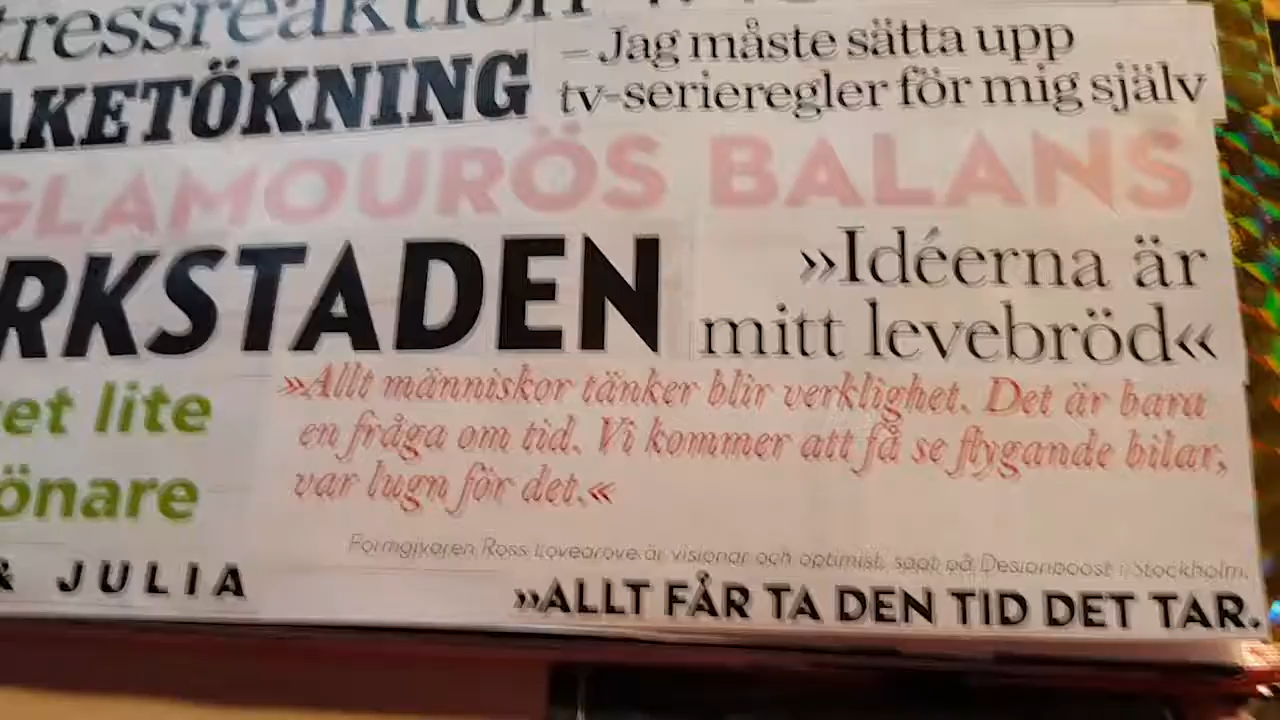 tressreaktion
– Jag måste sätta upp
tv-serieregler för mig själv
AKETÖKNING
GLAMOURÖS BALANS
RKSTADEN
»Idéerna är
mitt levebröd«
et lite
önare
»Allt människor tänker blir verklighet. Det är bara
en fråga om tid. Vi kommer att få se flygande bilar,
var lugn för det.«
Formgivaren Ross Lovegrove är visionär och optimist, sagt på Designboost i Stockholm.
& JULIA
»ALLT FÅR TA DEN TID DET TAR.